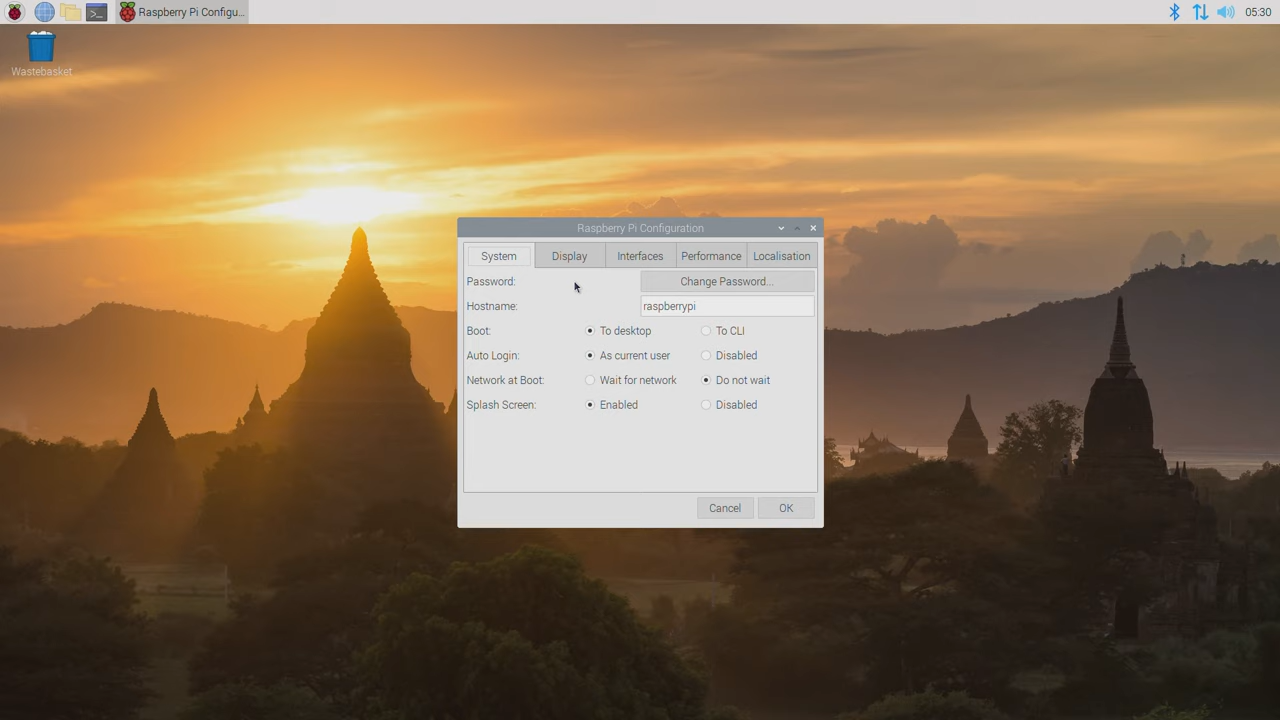 Raspberry Pi Configu... 05:30
Wastebasket
Raspberry Pi Configuration
System Display Interfaces Performance Localisation
Password: Change Password...
Hostname: raspberrypi
Boot: To desktop To CLI
Auto Login: As current user Disabled
Network at Boot: Wait for network Do not wait
Splash Screen: Enabled Disabled
Cancel OK